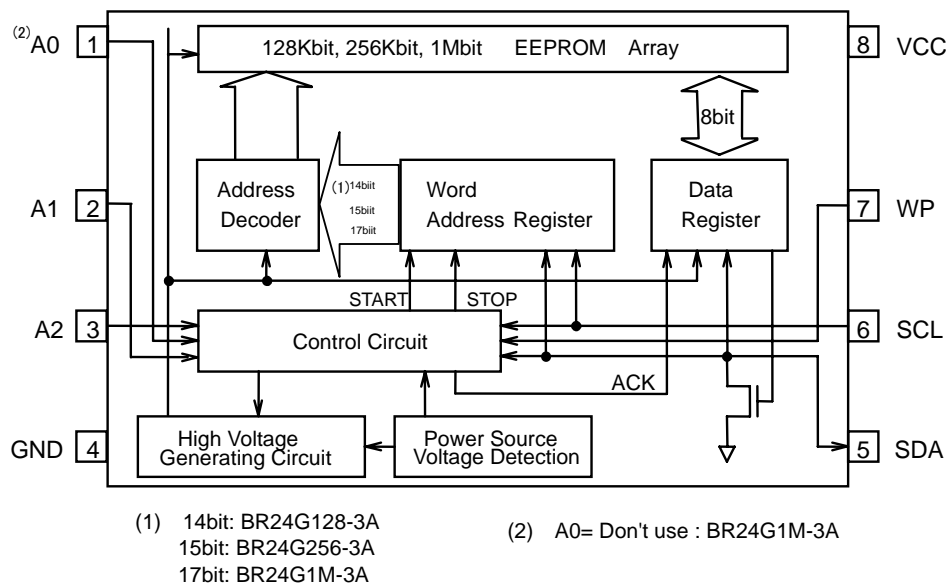 128Kbit, 256Kbit, 1Mbit EEPROM Array
(2)A0 1
8 VCC
8bit
Address
Decoder
(1)14biit
15biit
17biit
Word
Address Register
Data
Register
A1 2
7 WP
START STOP
A2 3
6 SCL
Control Circuit
ACK
GND 4
High Voltage
Generating Circuit
Power Source
Voltage Detection
5 SDA
(1) 14bit: BR24G128-3A
15bit: BR24G256-3A
17bit: BR24G1M-3A
(2) A0= Don't use : BR24G1M-3A